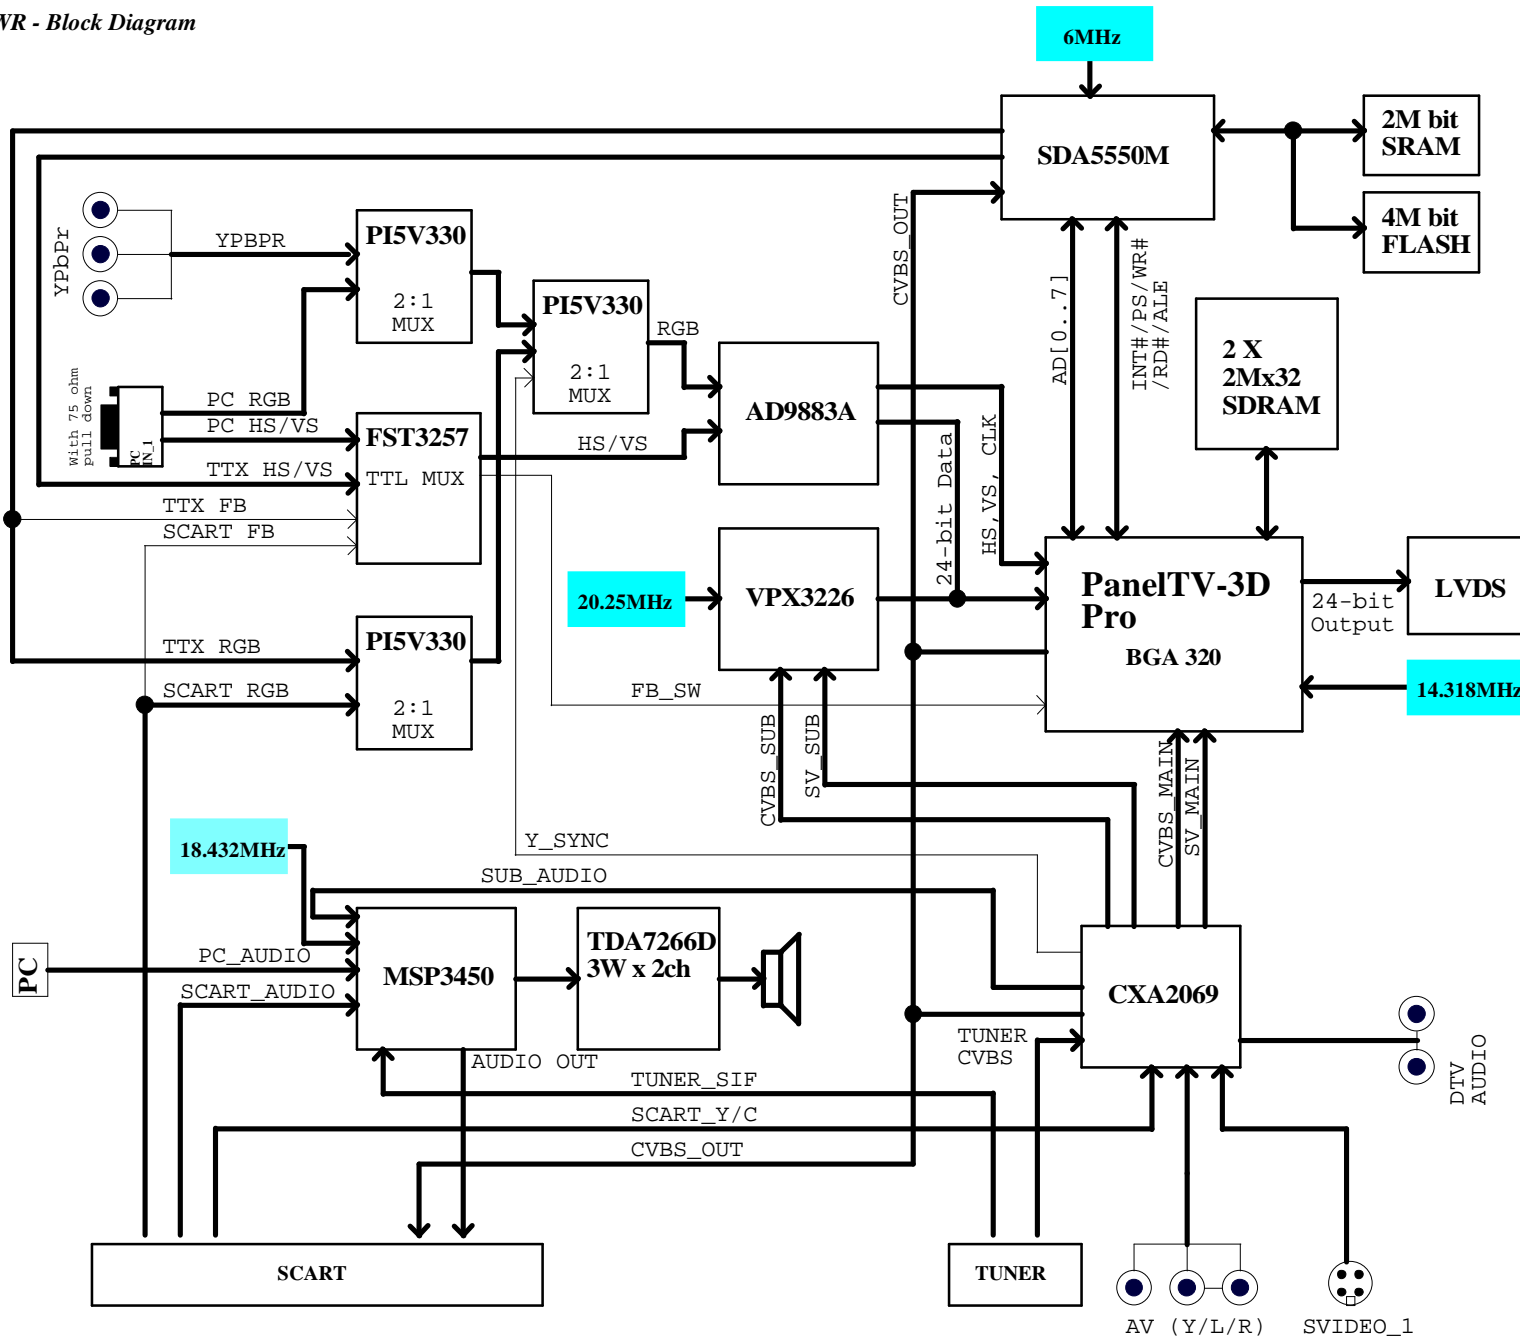 WR - Block Diagram
6MHz
SDA5550M
2M bit
SRAM
4M bit
FLASH
YPbPr
YPBPR
PI5V330
2:1
MUX
PI5V330
2:1
MUX
RGB
CVBS_OUT
AD[0..7]
INT#/PS/WR#
/RD#/ALE
2 X
2Mx32
SDRAM
With 75 ohm
pull down
PC
IN_1
PC RGB
PC HS/VS
TTX HS/VS
TTX FB
SCART FB
FST3257
TTL MUX
HS/VS
AD9883A
24-bit Data
HS,VS, CLK
20.25MHz
VPX3226
PanelTV-3D
Pro
BGA 320
24-bit
Output
LVDS
14.318MHz
TTX RGB
SCART RGB
PI5V330
2:1
MUX
FB_SW
CVBS_SUB
SV_SUB
CVBS_MAIN
SV_MAIN
18.432MHz
Y_SYNC
SUB_AUDIO
PC
PC_AUDIO
SCART_AUDIO
MSP3450
TDA7266D
3W x 2ch
CXA2069
TUNER
CVBS
DTV
AUDIO
AUDIO OUT
TUNER_SIF
SCART_Y/C
CVBS_OUT
SCART
TUNER
AV (Y/L/R)
SVIDEO_1